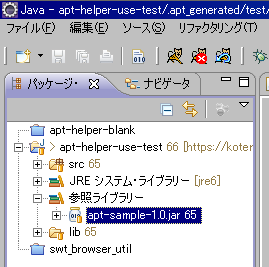 Java - apt-helper-use-test/.apt_generated/test/
ファイル(F) 編集(E) ソース(S) リファクタリング(T)
010
パッケージ・ ナビゲータ
apt-helper-blank
> apt-helper-use-test 66 [https://koter
src 65
JRE システム・ライブラリー [jre6]
参照ライブラリー
010
apt-sample-1.0.jar 65
lib 65
swt_browser_util